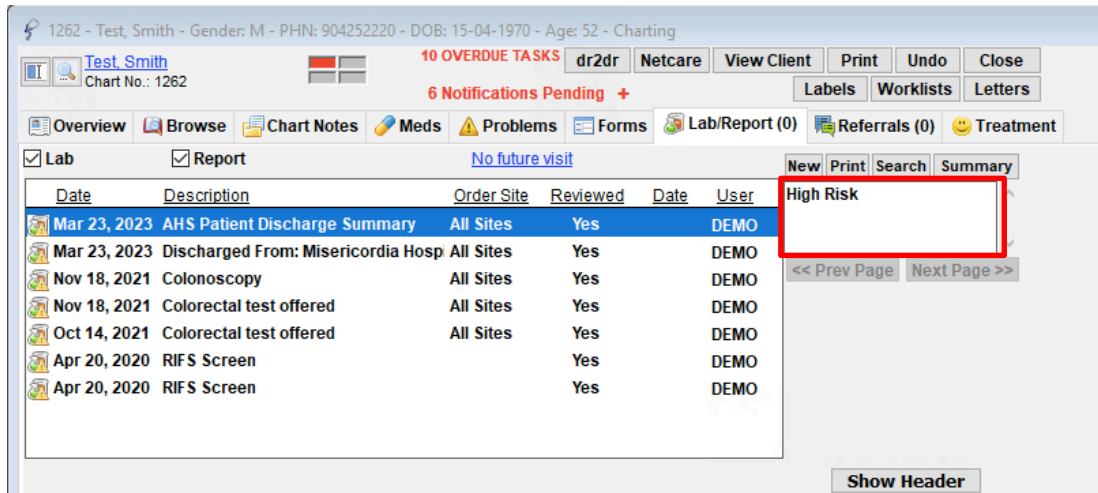 1262 - Test, Smith - Gender: M - PHN: 904252220 - DOB: 15-04-1970 - Age: 52 - Charting
Test, Smith
Chart No.: 1262
10 OVERDUE TASKS
6 Notifications Pending +
dr2dr Netcare View Client Print Undo Close
Labels Worklists Letters
Overview Browse Chart Notes Meds Problems Forms Lab/Report (0) Referrals (0) Treatment
Lab Report No future visit
New Print Search Summary
Date Description Order Site Reviewed Date User
Mar 23, 2023 AHS Patient Discharge Summary All Sites Yes DEMO
Mar 23, 2023 Discharged From: Misericordia Hospi All Sites Yes DEMO
Nov 18, 2021 Colonoscopy All Sites Yes DEMO
Nov 18, 2021 Colorectal test offered All Sites Yes DEMO
Oct 14, 2021 Colorectal test offered All Sites Yes DEMO
Apr 20, 2020 RIFS Screen Yes DEMO
Apr 20, 2020 RIFS Screen Yes DEMO
High Risk
<< Prev Page Next Page >>
Show Header